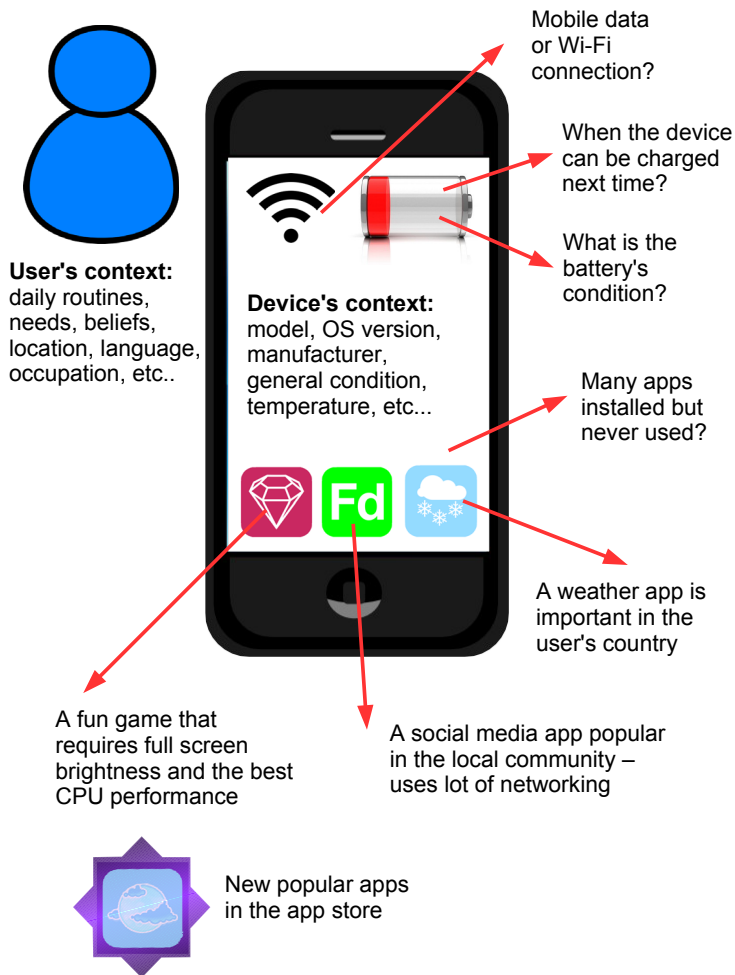 Mobile data
or Wi-Fi
connection?
When the device
can be charged
next time?
What is the
battery's
condition?
User's context:
daily routines,
needs, beliefs,
location, language,
occupation, etc..
Device's context:
model, OS version,
manufacturer,
general condition,
temperature, etc...
Many apps
installed but
never used?
Fd
A weather app is
important in the
user's country
A fun game that
requires full screen
brightness and the best
CPU performance
A social media app popular
in the local community –
uses lot of networking
New popular apps
in the app store